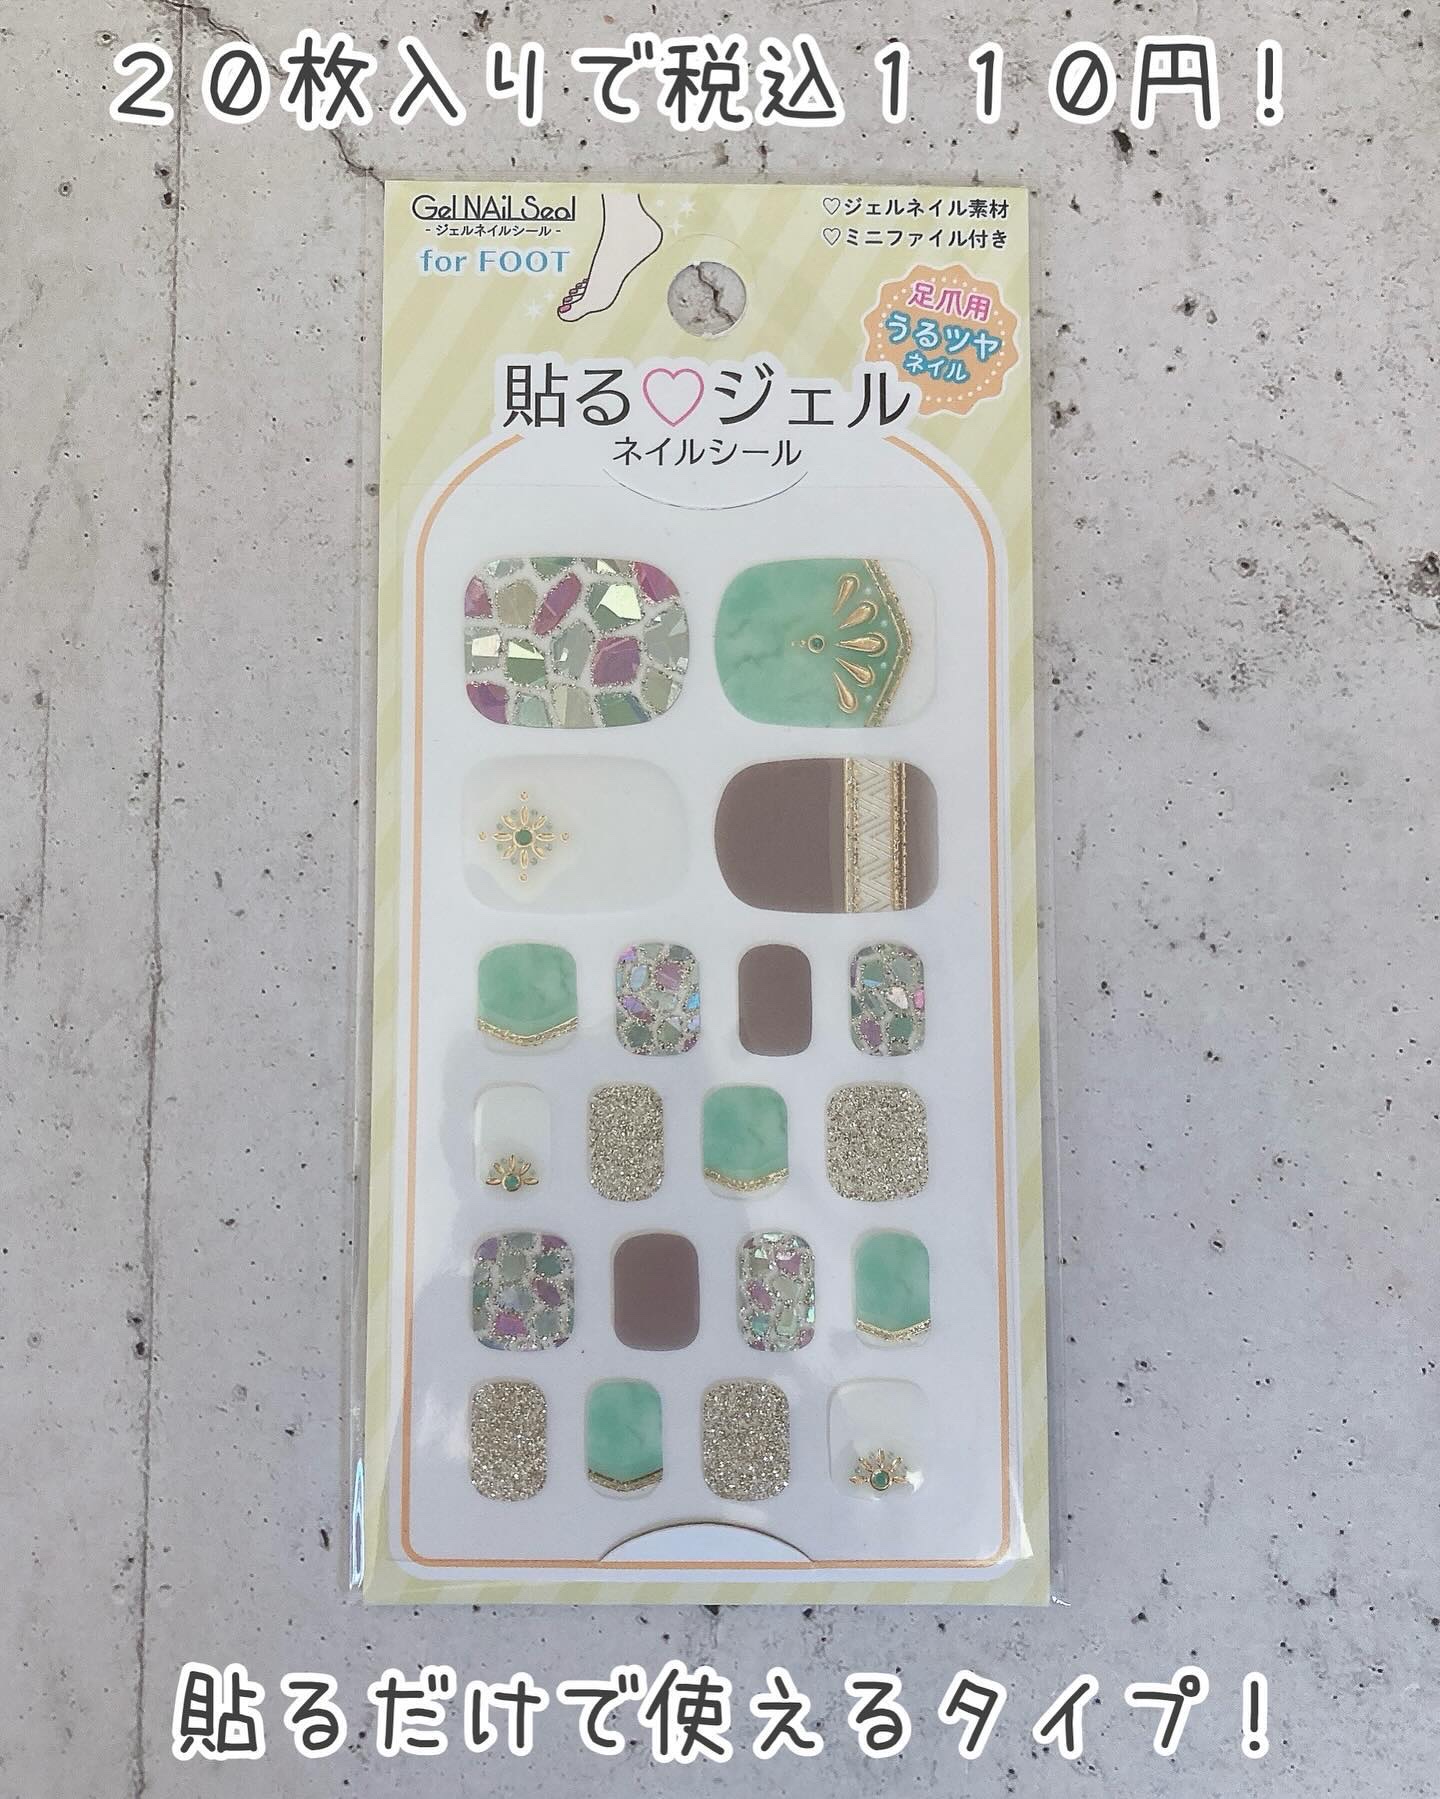 ２０枚入りで税込１１０円！
Gel NAiL Seal
- ジェルネイルシール -
for FOOT
♡ジェルネイル素材
♡ミニファイル付き
足爪用
うるツヤ
ネイル
貼る♡ジェル
ネイルシール
貼るだけで使えるタイプ！